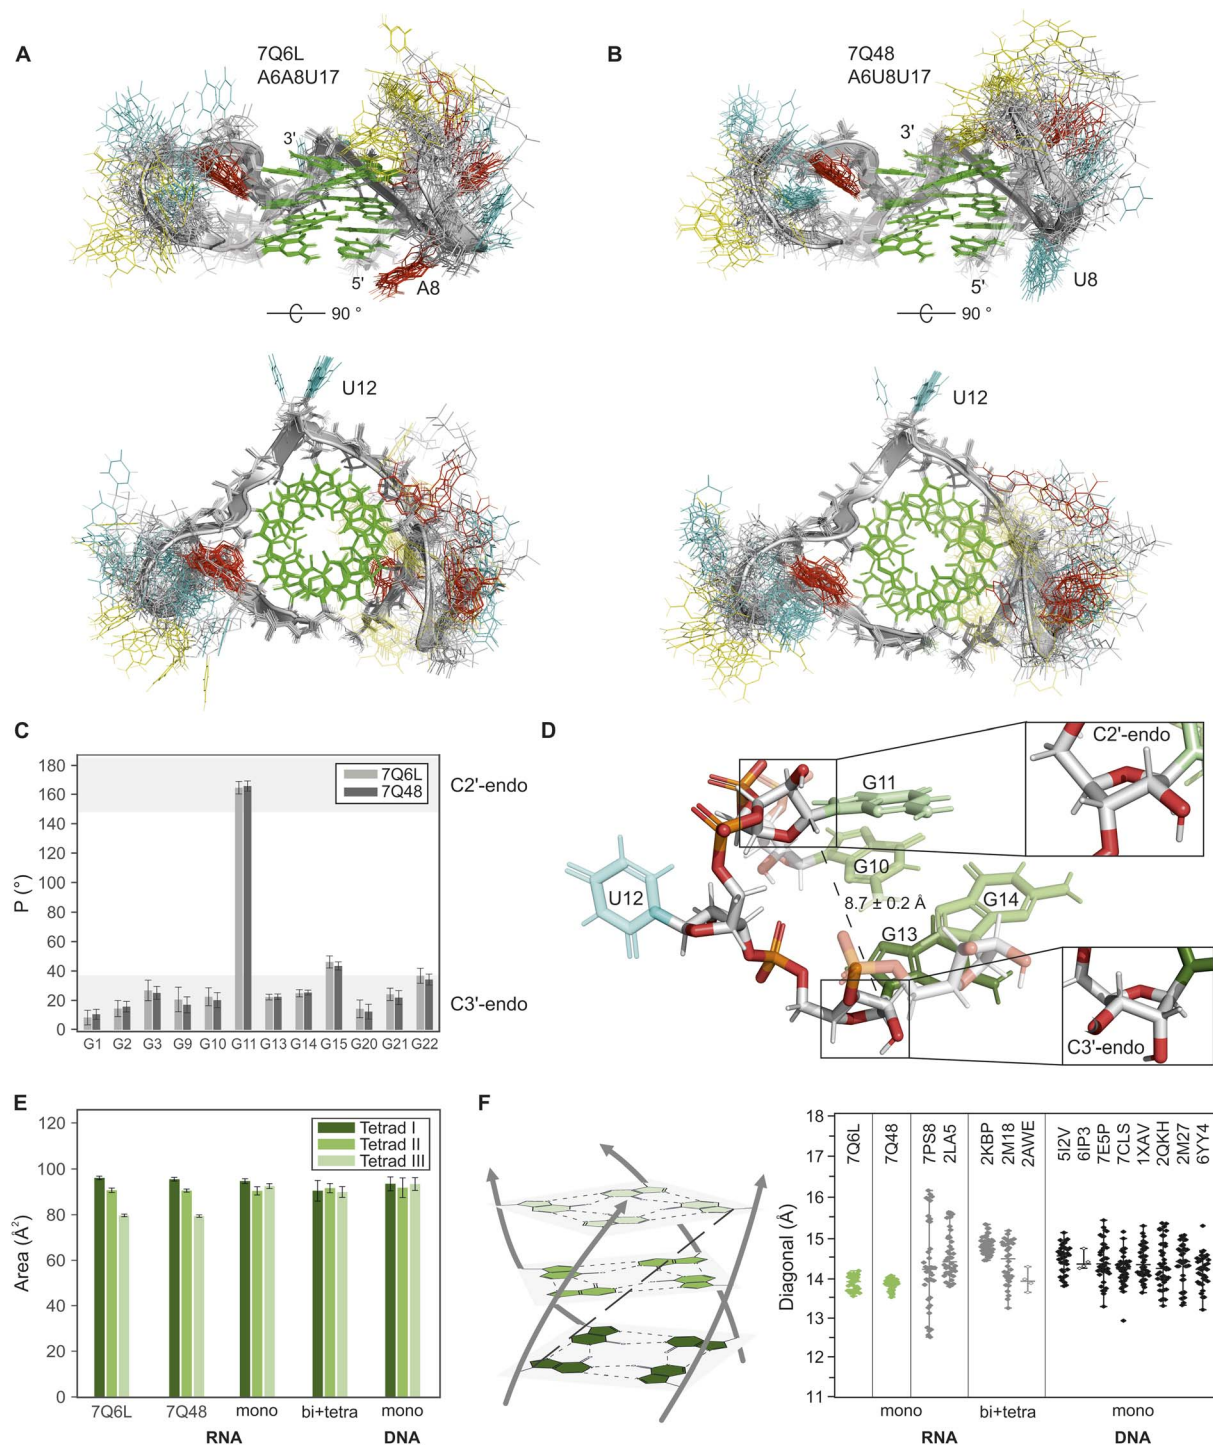 A
7Q6L
A6A8U17
3'
5'
A8
90 °
U12
B
7Q48
A6U8U17
3'
5'
U8
90 °
U12
C
180
160
140
120
100
80
60
40
20
0
P (°)
7Q6L
7Q48
C2'-endo
C3'-endo
G1 G2 G3 G9 G10 G11 G13 G14 G15 G20 G21 G22
D
C2'-endo
G11
G10
U12
8.7 ± 0.2 Å
G14
G13
C3'-endo
E
120
100
80
60
40
20
0
Area (Å²)
Tetrad I
Tetrad II
Tetrad III
7Q6L 7Q48 mono bi+tetra mono
RNA DNA
F
18
17
16
15
14
13
12
11
Diagonal (Å)
7Q6L
7Q48
7PS8
2LA5
2KBP
2M18
2AWE
5I2V
6IP3
7E5P
7CLS
1XAV
2QKH
2M27
6YY4
mono bi+tetra mono
RNA DNA